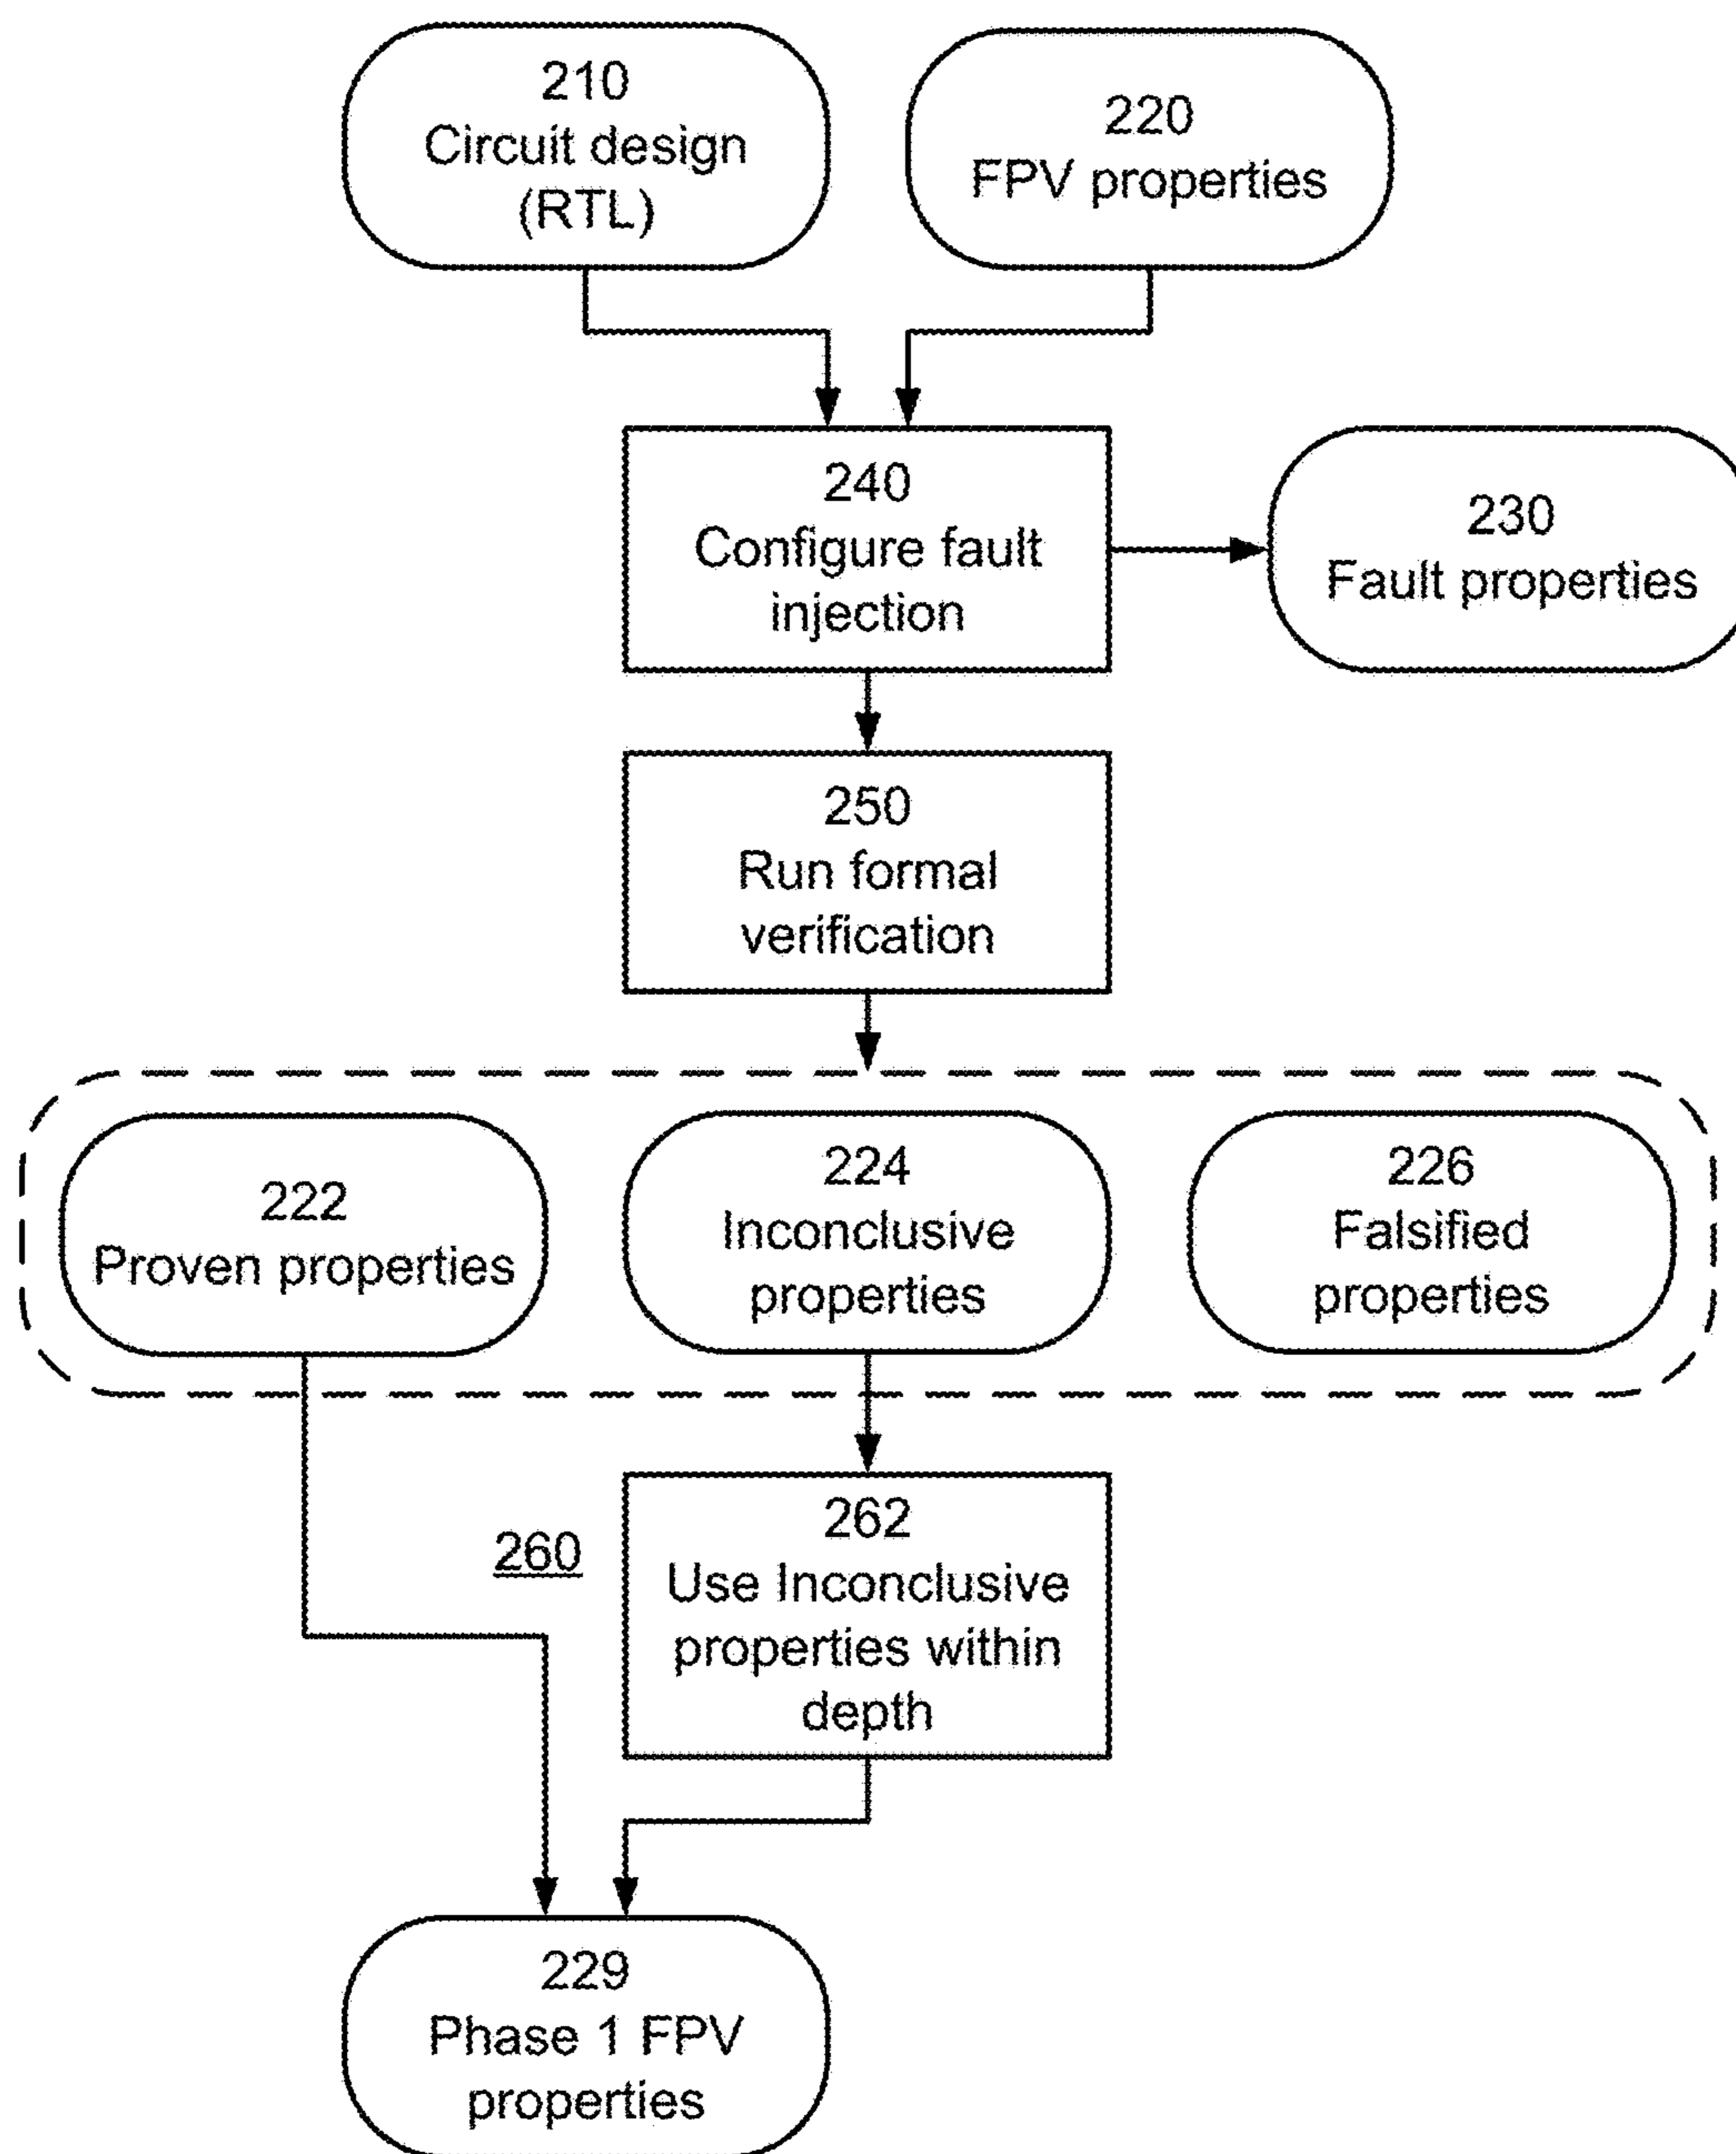 210
Circuit design
(RTL)
220
FPV properties
240
Configure fault
injection
230
Fault properties
250
Run formal
verification
222
Proven properties
224
Inconclusive
properties
226
Falsified
properties
260
262
Use Inconclusive
properties within
depth
229
Phase 1 FPV
properties